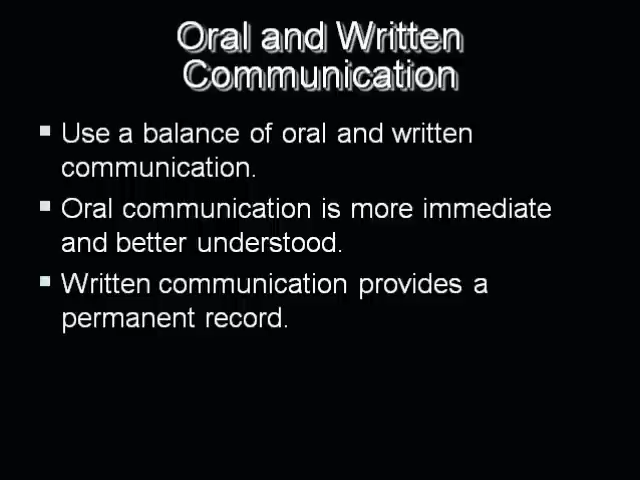 Oral and Written
Communication
Use a balance of oral and written
communication.
Oral communication is more immediate
and better understood.
Written communication provides a
permanent record.